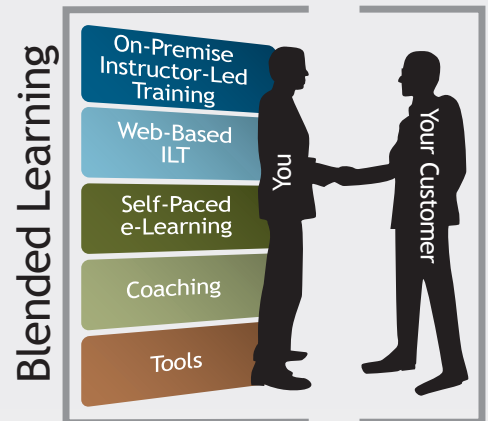 Blended Learning
On-Premise
Instructor-Led
Training
Web-Based
ILT
Self-Paced
e-Learning
Coaching
Tools
You
Your Customer